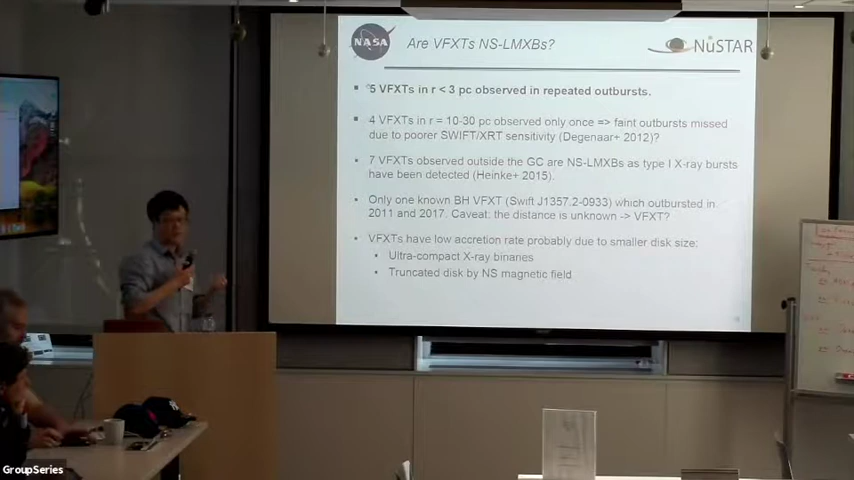 NASA
Are VFXTs NS-LMXBs?
NuSTAR
5 VFXTs in r < 3 pc observed in repeated outbursts.
4 VFXTs in r = 10-30 pc observed only once => faint outbursts missed
due to poorer SWIFT/XRT sensitivity (Degenaar+ 2012)?
7 VFXTs observed outside the GC are NS-LMXBs as type I X-ray bursts
have been detected (Heinke+ 2015).
Only one known BH VFXT (Swift J1357.2-0933) which outbursted in
2011 and 2017. Caveat: the distance is unknown -> VFXT?
VFXTs have low accretion rate probably due to smaller disk size:
Ultra-compact X-ray binaries
Truncated disk by NS magnetic field
GroupSeries